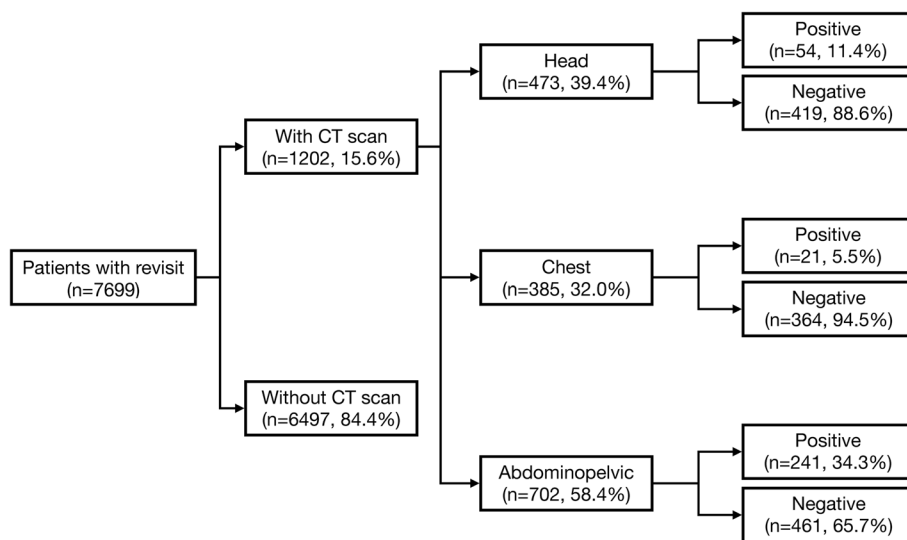 Patients with revisit
(n=7699)
With CT scan
(n=1202, 15.6%)
Without CT scan
(n=6497, 84.4%)
Head
(n=473, 39.4%)
Chest
(n=385, 32.0%)
Abdominopelvic
(n=702, 58.4%)
Positive
(n=54, 11.4%)
Negative
(n=419, 88.6%)
Positive
(n=21, 5.5%)
Negative
(n=364, 94.5%)
Positive
(n=241, 34.3%)
Negative
(n=461, 65.7%)